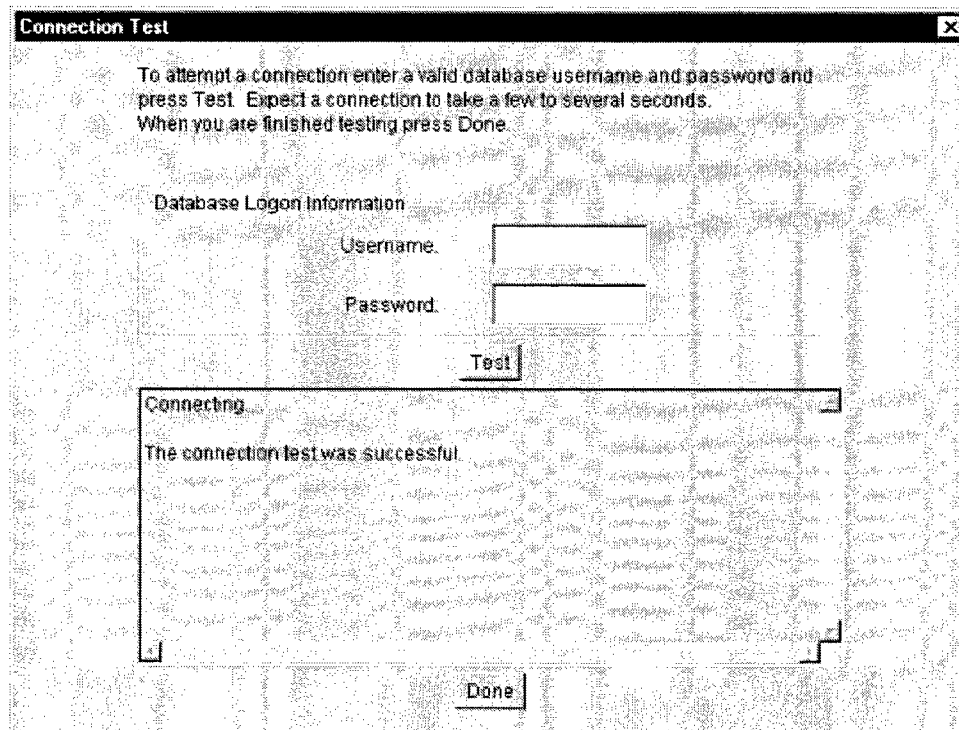 Connection Test
To attempt a connection enter a valid database username and password and
press Test. Expect a connection to take a few to several seconds.
When you are finished testing press Done.
Database Logon Information
Username:
Password:
Test
Connecting...
The connection test was successful.
Done